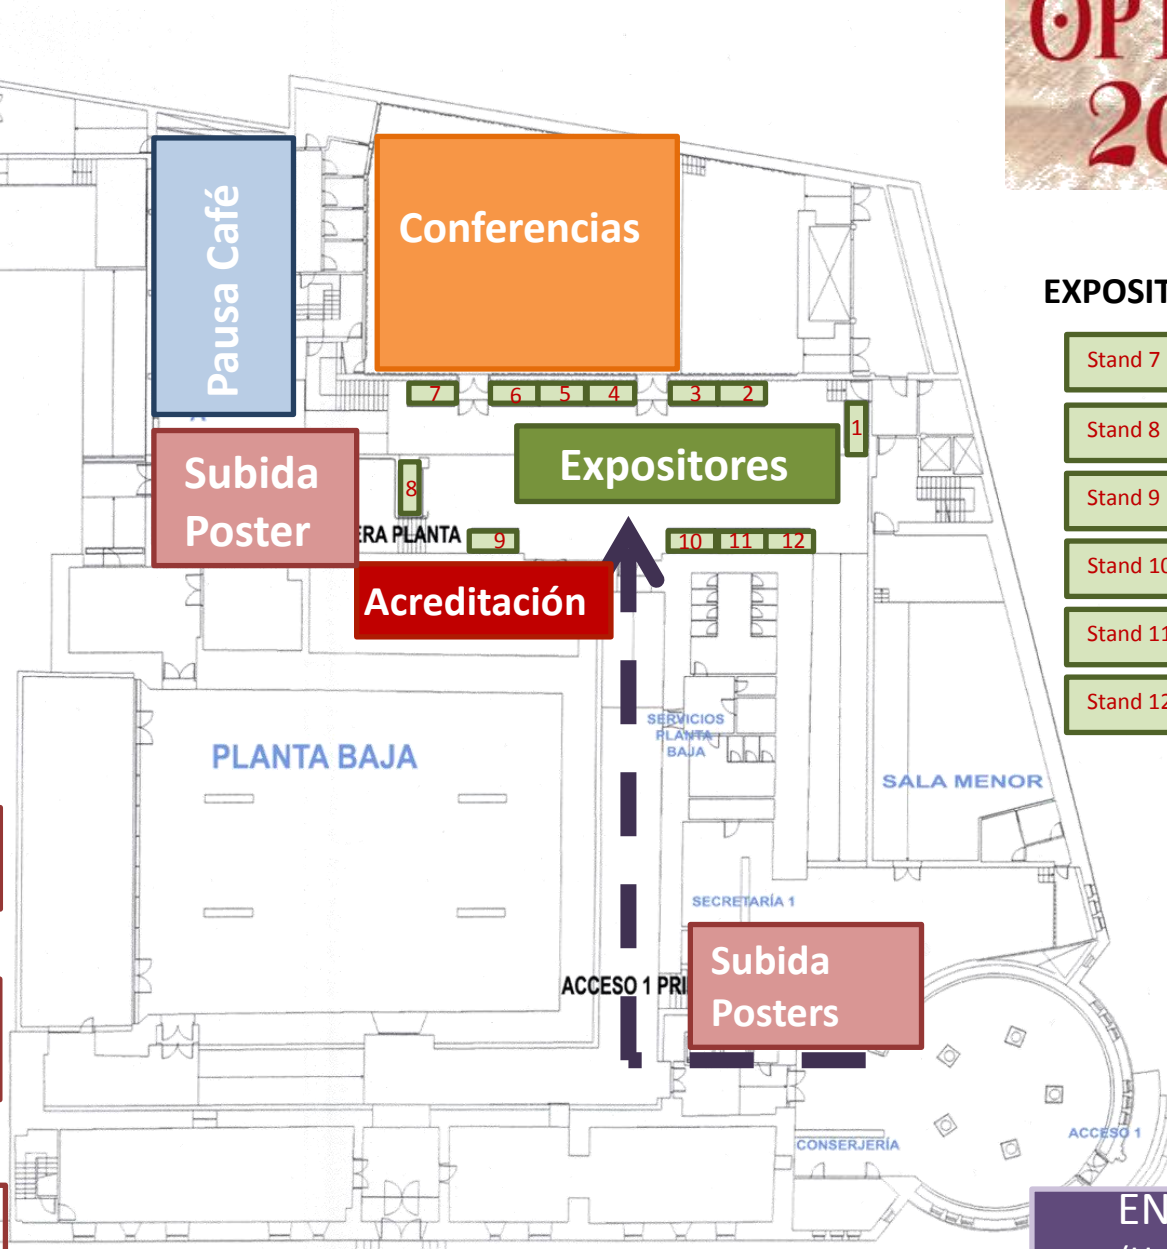 Pausa Café
Conferencias
7
6
5
4
3
2
1
Expositores
Subida
Poster
8
ERA PLANTA
9
10
11
12
Acreditación
PLANTA BAJA
SERVICIOS
PLANTA
BAJA
SALA MENOR
SECRETARÍA 1
Subida
Posters
ACCESO 1 PRI
CONSERJERÍA
ACCESO 1
EXPOSIT
Stand 7
Stand 8
Stand 9
Stand 10
Stand 11
Stand 12
EN